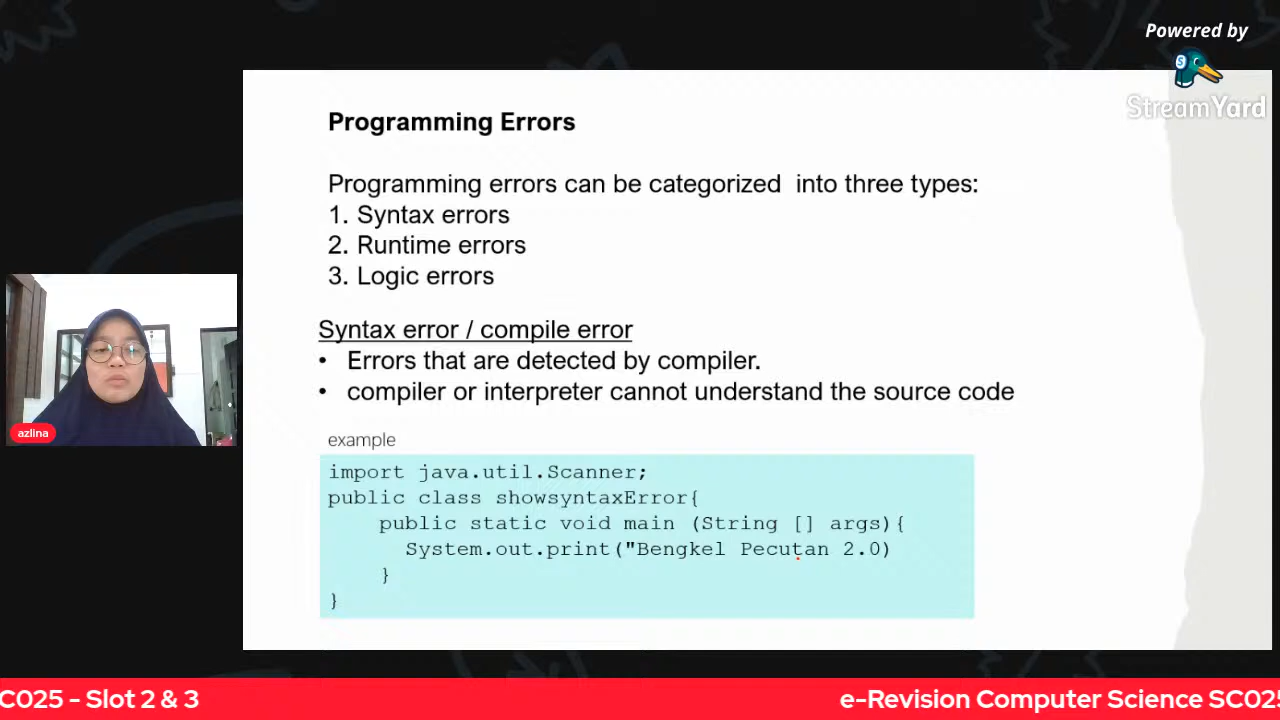 Powered by
StreamYard
Programming Errors
Programming errors can be categorized into three types:
1. Syntax errors
2. Runtime errors
3. Logic errors
Syntax error / compile error
• Errors that are detected by compiler.
• compiler or interpreter cannot understand the source code
azlina
example
import java.util.Scanner;
public class showsyntaxError{
public static void main (String [] args){
System.out.print("Bengkel Pecutan 2.0)
}
}
C025 - Slot 2 & 3
e-Revision Computer Science SC025